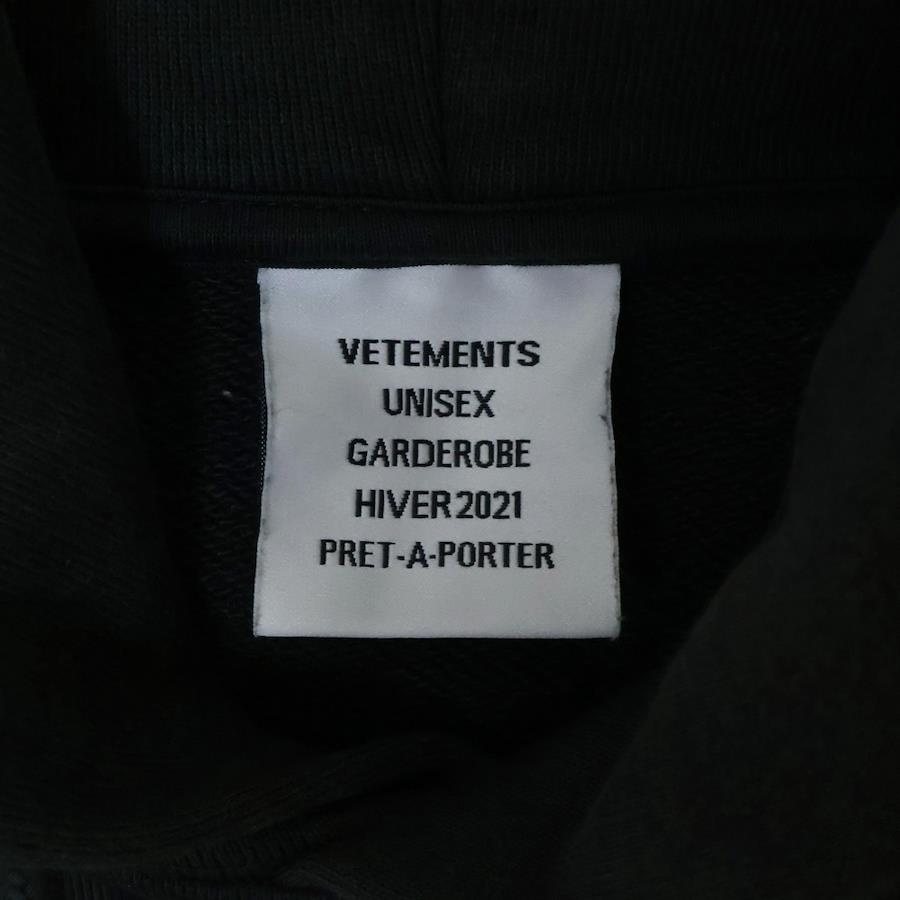 VETEMENTS
UNISEX
GARDEROBE
HIVER 2021
PRET-A-PORTER